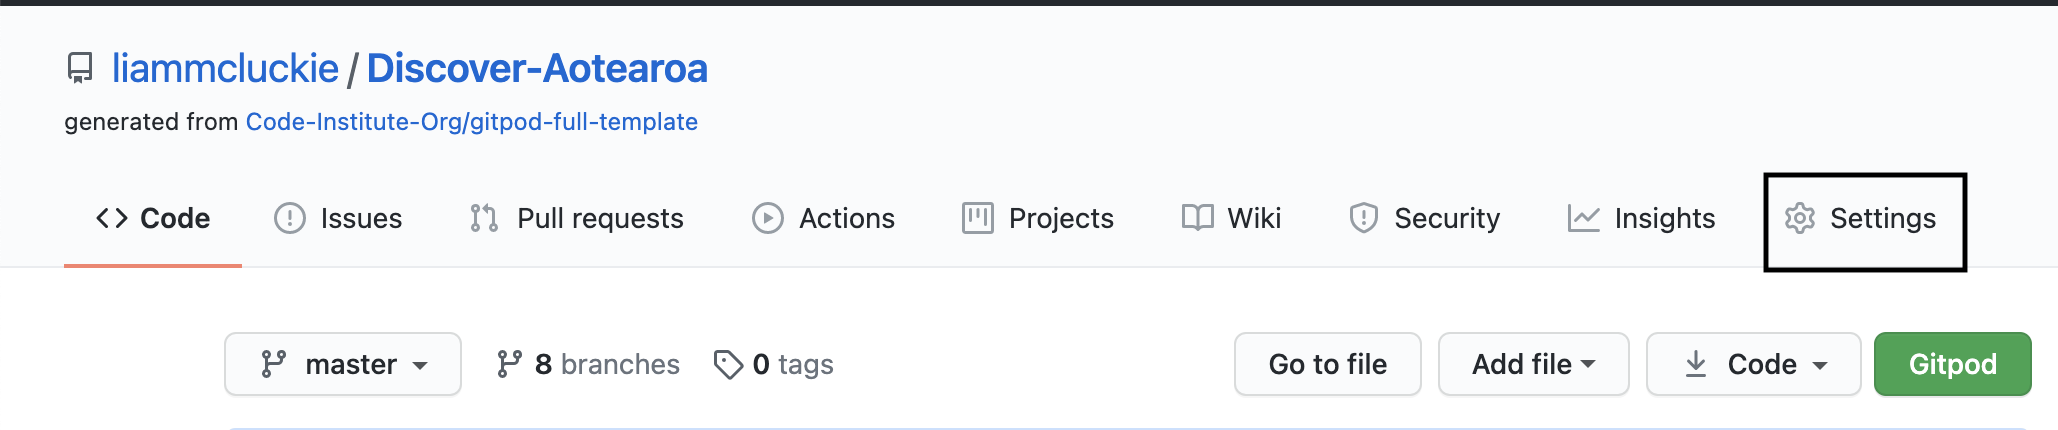 liammcluckie / Discover-Aotearoa
generated from Code-Institute-Org/gitpod-full-template
Code Issues Pull requests Actions Projects Wiki Security Insights Settings
master 8 branches 0 tags Go to file Add file Code Gitpod